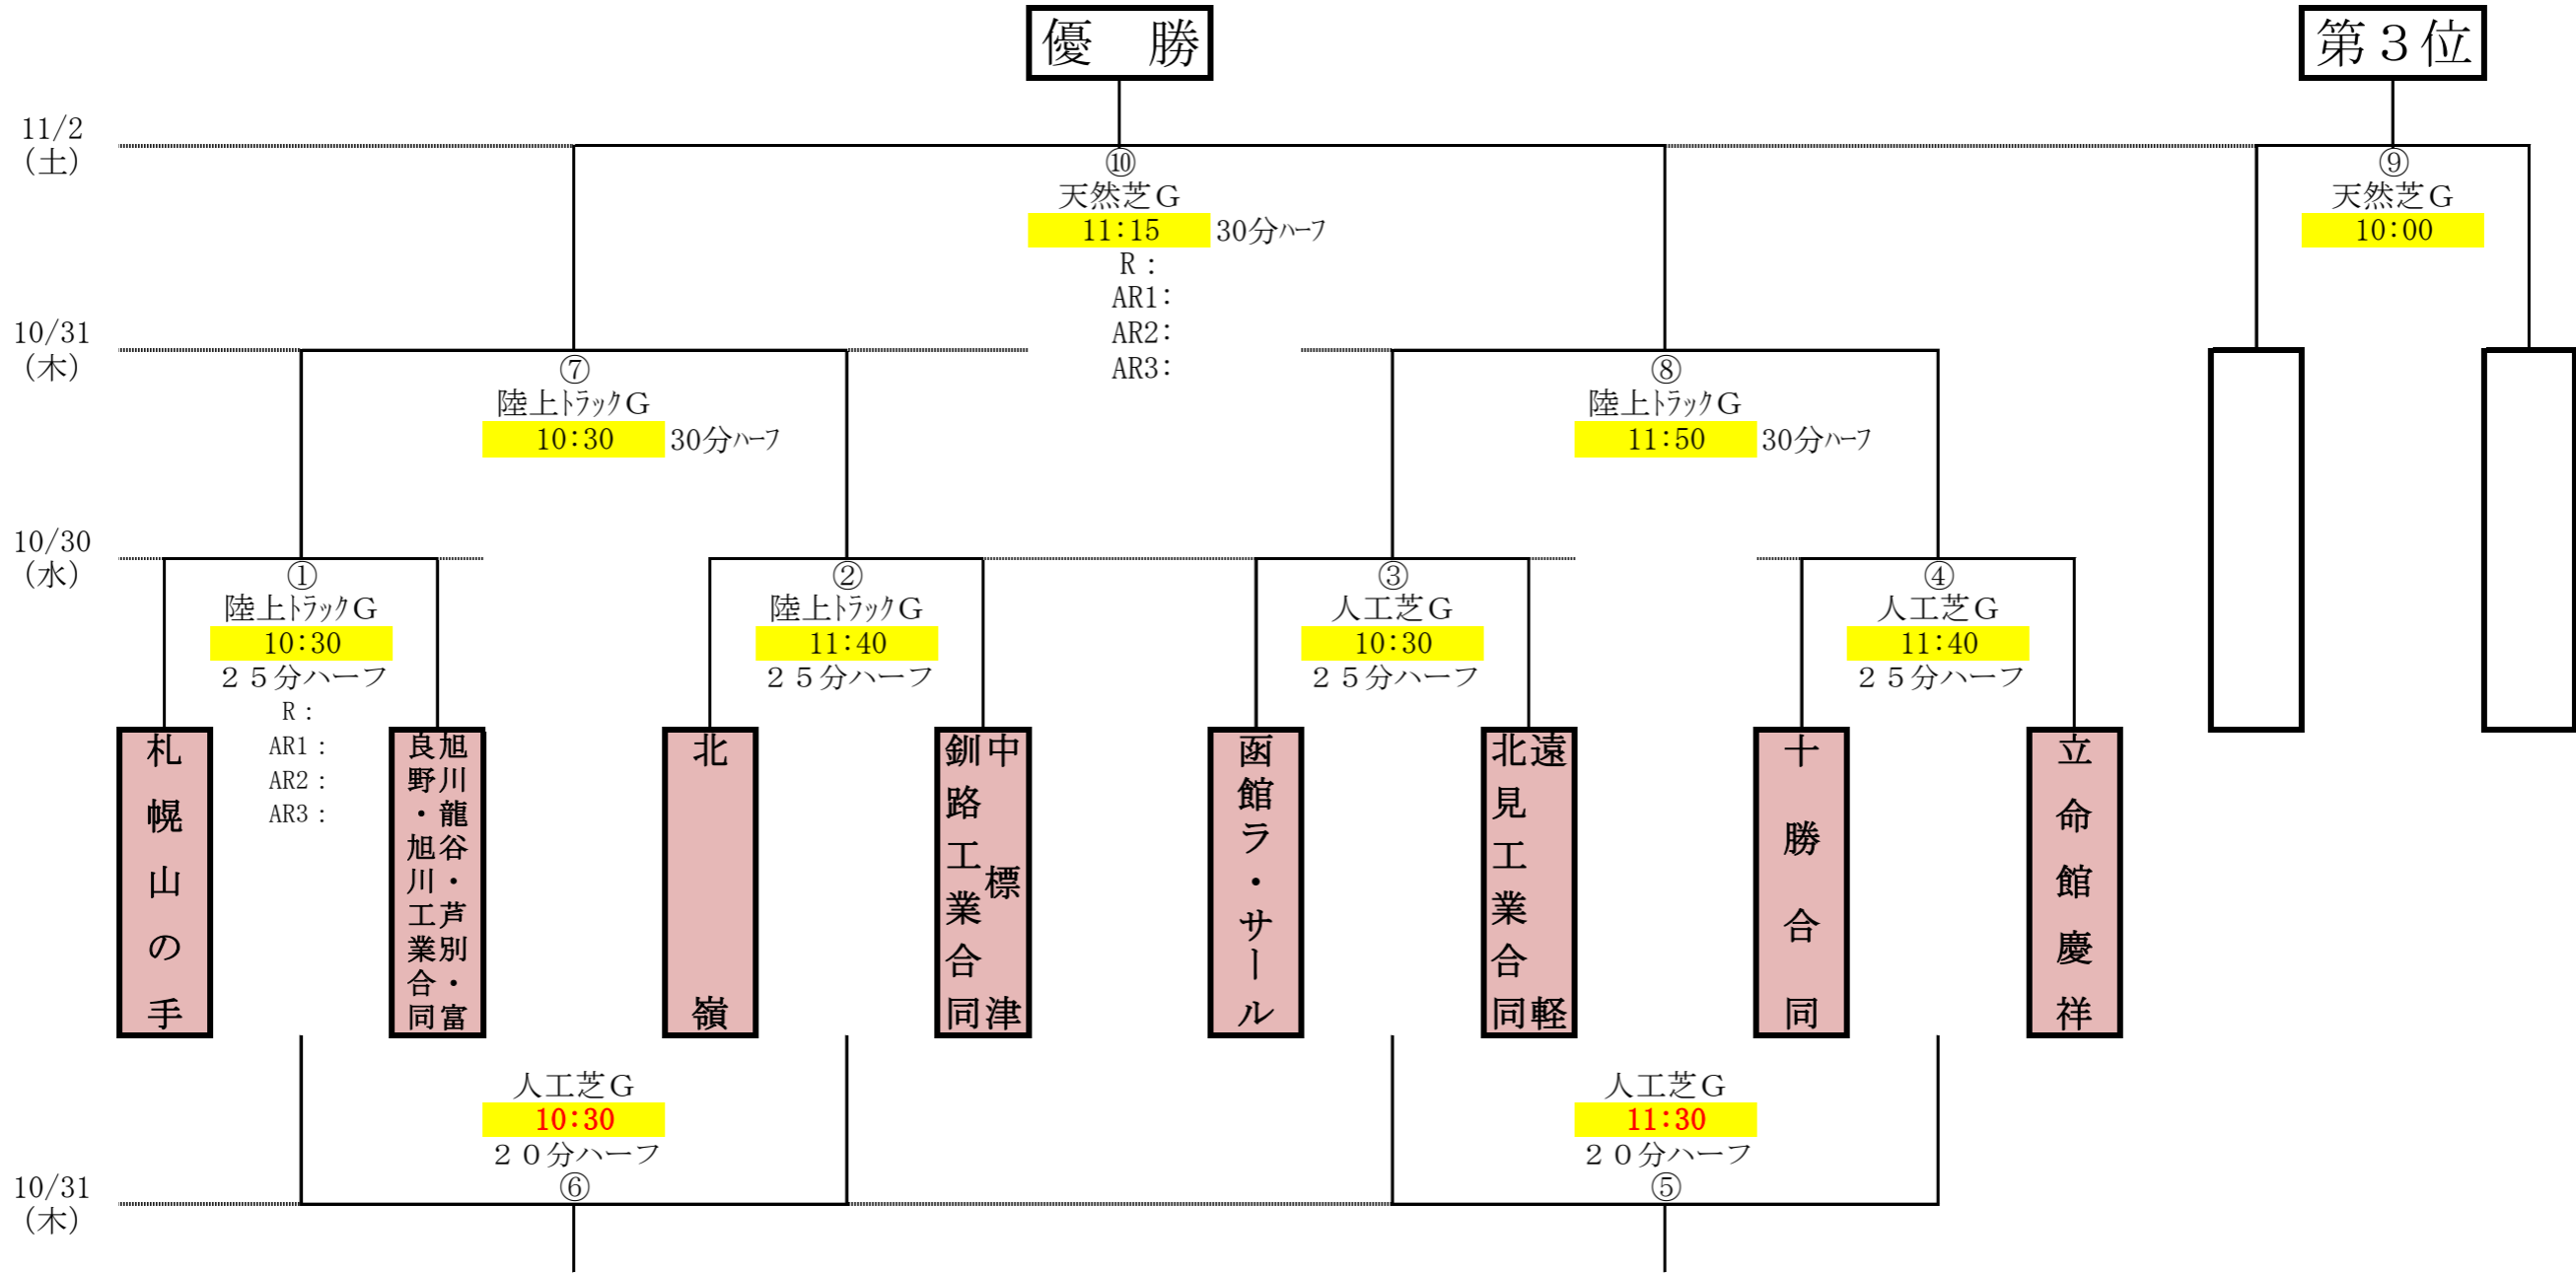 優　勝
第３位
11/2
(土)
⑩
天然芝G
11:15 30分ﾊｰﾌ
R：
AR1：
AR2：
AR3：
⑨
天然芝G
10:00
10/31
(木)
⑦
陸上ﾄﾗｯｸG
10:30 30分ﾊｰﾌ
⑧
陸上ﾄﾗｯｸG
11:50 30分ﾊｰﾌ
10/30
(水)
①
陸上ﾄﾗｯｸG
10:30
２５分ハーフ
R：
AR1：
AR2：
AR3：
②
陸上ﾄﾗｯｸG
11:40
２５分ハーフ
③
人工芝G
10:30
２５分ハーフ
④
人工芝G
11:40
２５分ハーフ
札幌山の手
旭川龍谷・芦別・富
良野・旭川工業合同
北嶺
中標津
釧路工業合同
函館ラ・サール
遠軽
北見工業合同
十勝合同
立命館慶祥
人工芝G
10:30
２０分ハーフ
⑥
人工芝G
11:30
２０分ハーフ
⑤
10/31
(木)